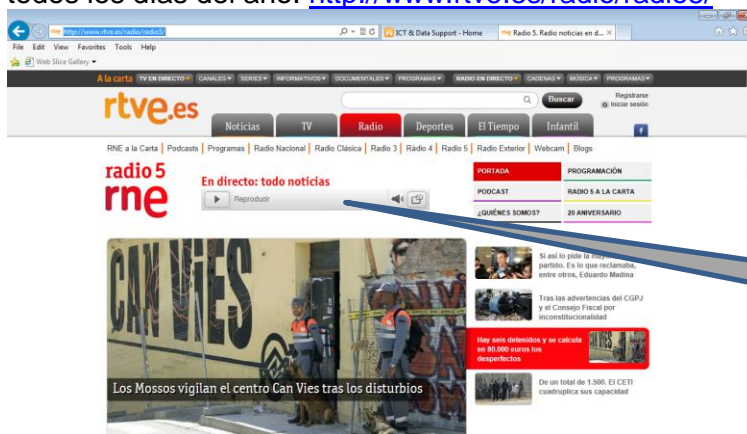 todos los días del año: http://www.rtve.es/radio/radio5/
http://www.rtve.es/radio/radio5/
ICT & Data Support - Home
Radio 5. Radio noticias en d...
File Edit View Favorites Tools Help
Web Slice Gallery
A la carta TV EN DIRECTO CANALES SERIES INFORMATIVOS DOCUMENTALES PROGRAMAS RADIO EN DIRECTO CADENAS MÚSICA PROGRAMAS
rtve.es
Buscar
Registrarse
Iniciar sesión
Noticias TV Radio Deportes El Tiempo Infantil
RNE a la Carta Podcasts Programas Radio Nacional Radio Clásica Radio 3 Ràdio 4 Radio 5 Radio Exterior Webcam Blogs
radio 5
rne
En directo: todo noticias
Reproducir
PORTADA PROGRAMACIÓN
PODCAST RADIO 5 A LA CARTA
¿QUIÉNES SOMOS? 20 ANIVERSARIO
CAN VIES
Los Mossos vigilan el centro Can Vies tras los disturbios
Si así lo pide la
partido. Es lo que reclamaba,
entre otros, Eduardo Madina
Tras las advertencias del CGPJ
y el Consejo Fiscal por
inconstitucionalidad
Hay seis detenidos y se calcula
en 80.000 euros los
desperfectos
De un total de 1.500. El CETI
cuadruplica sus capacidad